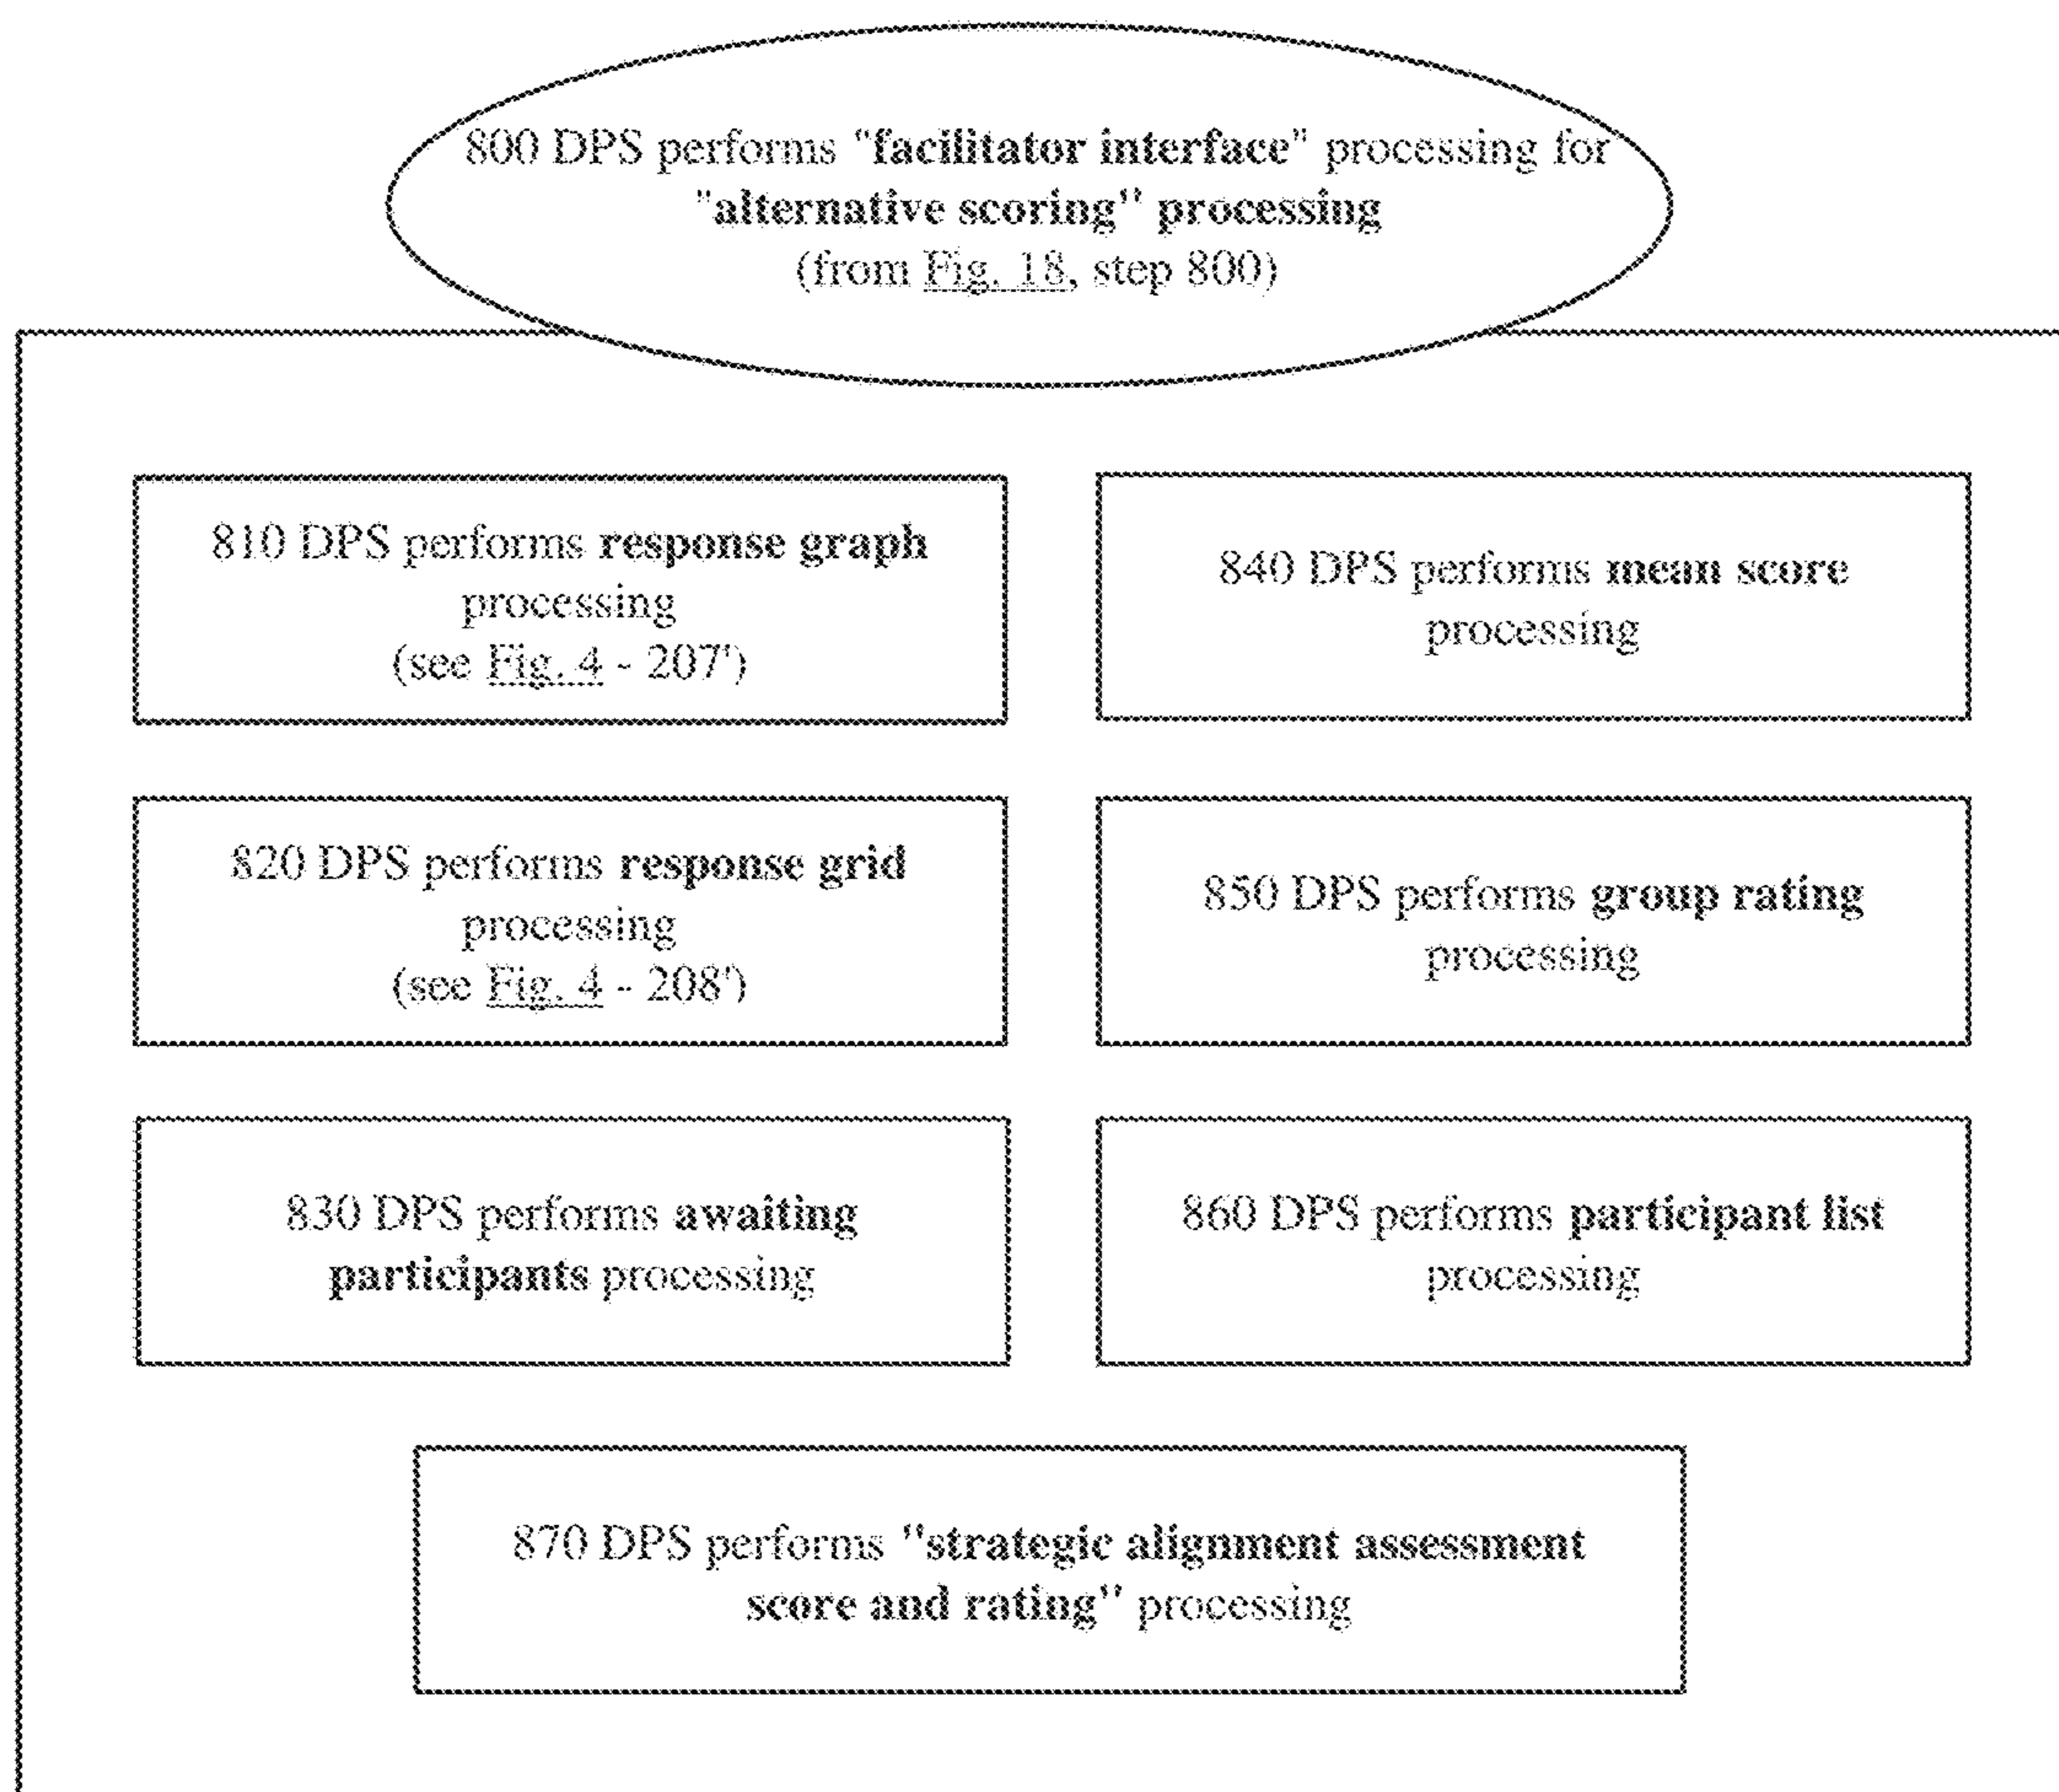 800 DPS performs "facilitator interface" processing for
"alternative scoring" processing
(from Fig. 18, step 800)
810 DPS performs response graph
processing
(see Fig. 4 - 207')
840 DPS performs mean score
processing
820 DPS performs response grid
processing
(see Fig. 4 - 208')
850 DPS performs group rating
processing
830 DPS performs awaiting
participants processing
860 DPS performs participant list
processing
870 DPS performs "strategic alignment assessment
score and rating" processing